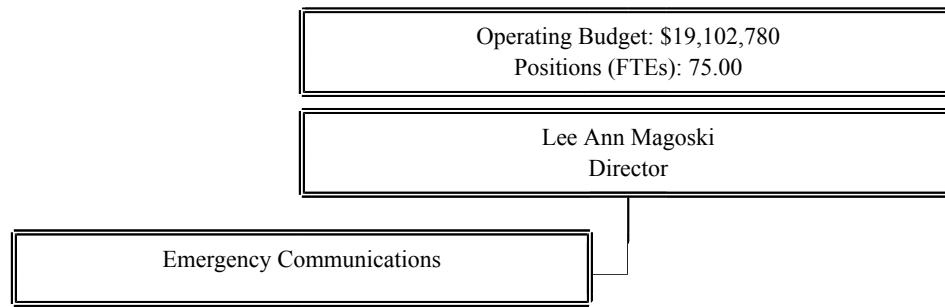 Operating Budget: $19,102,780
Positions (FTEs): 75.00
Lee Ann Magoski
Director
Emergency Communications